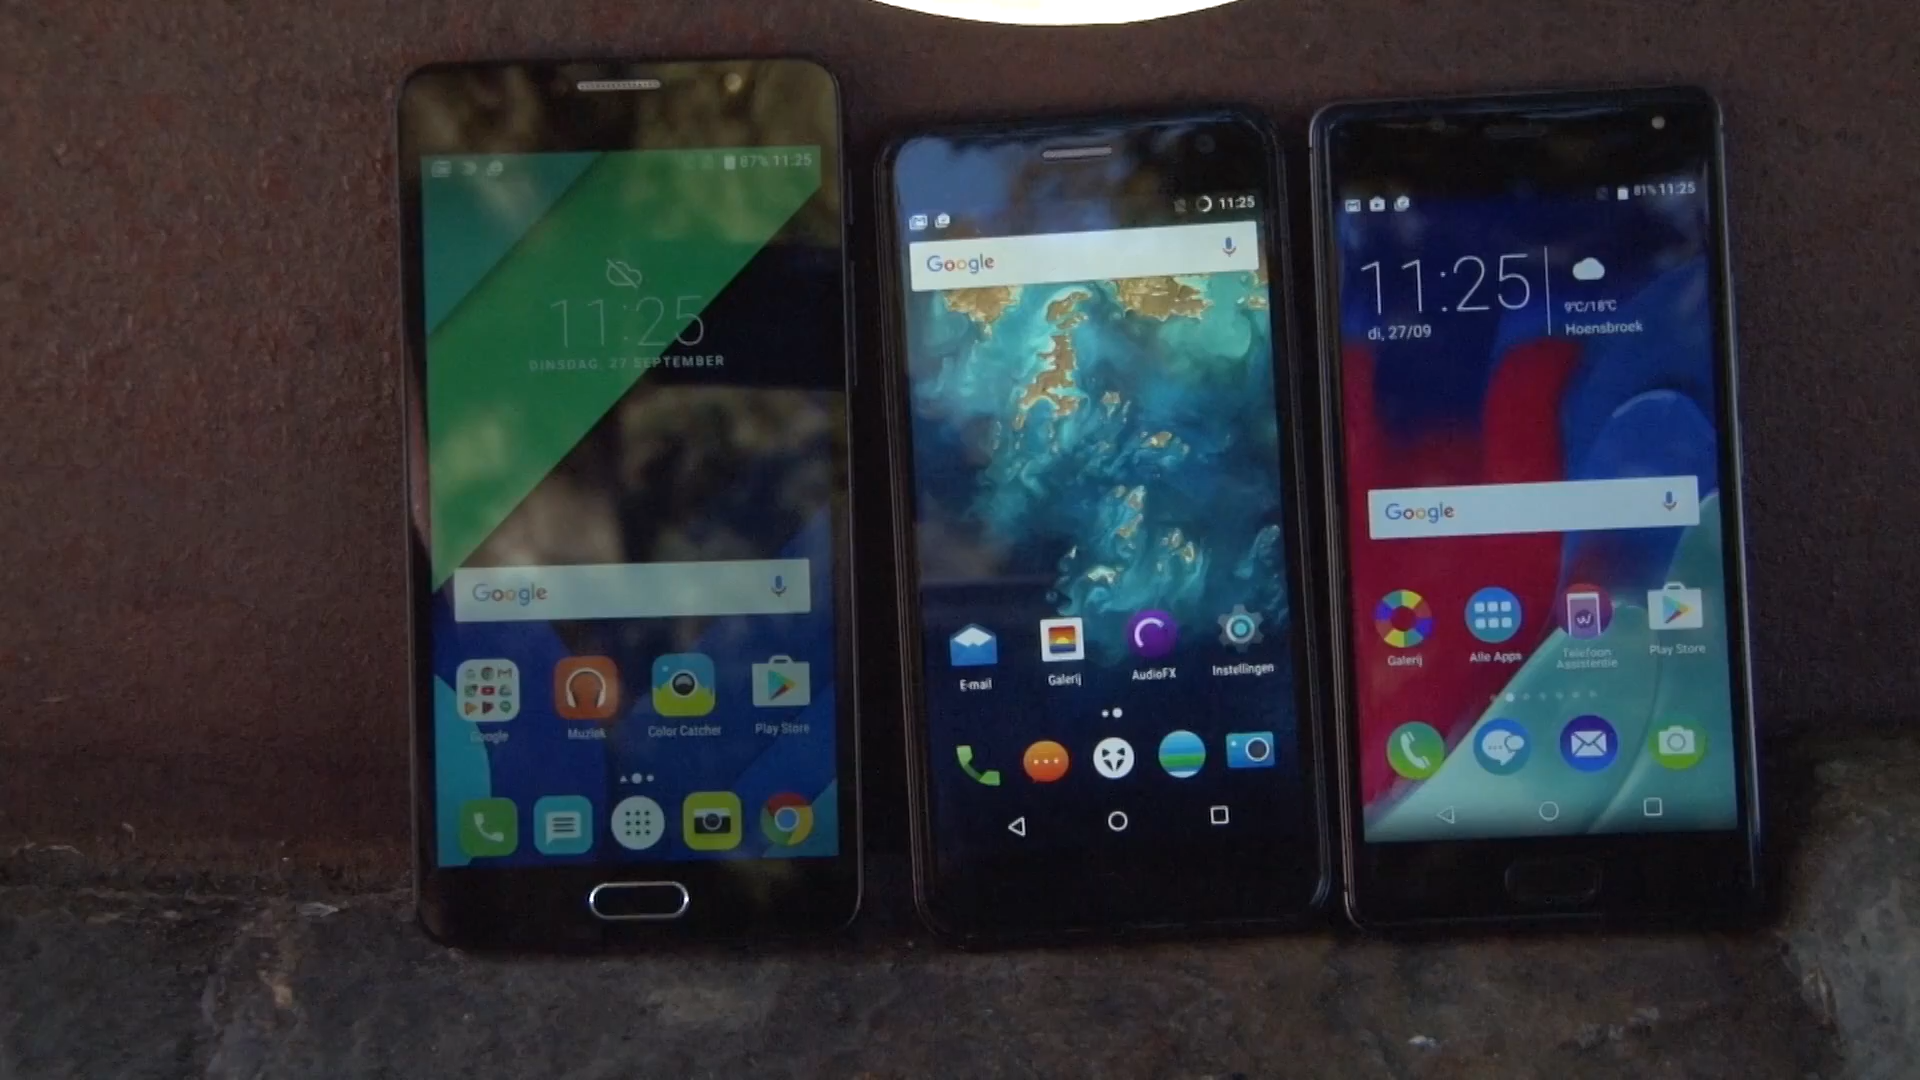 87% 11:25
11:25
DINSDAG, 27 SEPTEMBER
Google
Google
Muziek
Color Catcher
Play Store
11:25
Google
E-mail
Galerij
AudioFX
Instellingen
81% 11:25
11:25
9°C/18°C
di, 27/09
Hoensbroek
Google
Galerij
Alle Apps
Telefoon
Assistentie
Play Store